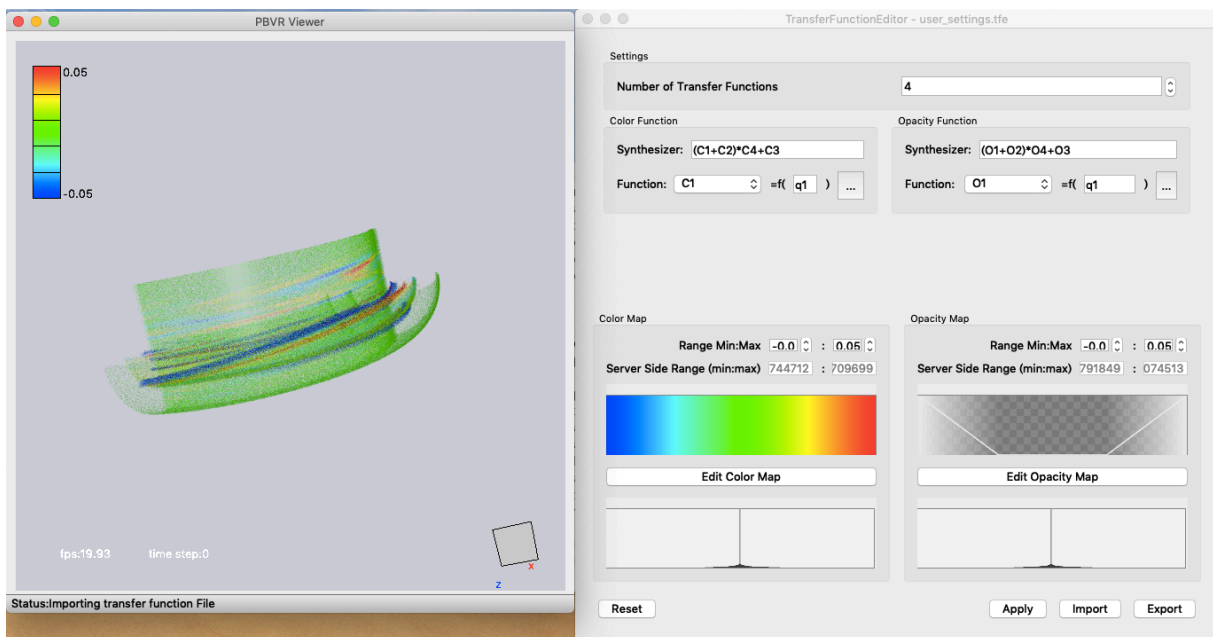 PBVR Viewer
0.05
-0.05
fps:19.93 time step:0
x
z
Status:Importing transfer function File
TransferFunctionEditor - user_settings.tfe
Settings
Number of Transfer Functions 4
Color Function
Synthesizer: (C1+C2)*C4+C3
Function: C1 =f( q1 ) ...
Opacity Function
Synthesizer: (O1+O2)*O4+O3
Function: O1 =f( q1 ) ...
Color Map
Range Min:Max -0.0 : 0.05
Server Side Range (min:max) 744712 : 709699
Edit Color Map
Opacity Map
Range Min:Max -0.0 : 0.05
Server Side Range (min:max) 791849 : 074513
Edit Opacity Map
Reset
Apply Import Export